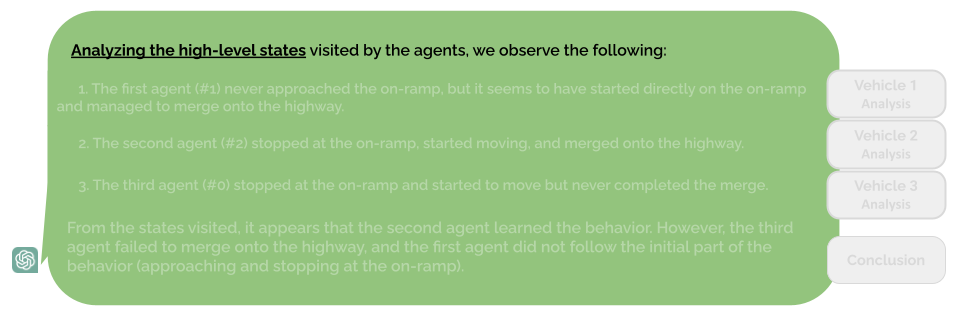 Analyzing the high-level states visited by the agents, we observe the following:
1. The first agent (#1) never approached the on-ramp, but it seems to have started directly on the on-ramp
and managed to merge onto the highway.
2. The second agent (#2) stopped at the on-ramp, started moving, and merged onto the highway.
3. The third agent (#0) stopped at the on-ramp and started to move but never completed the merge.
From the states visited, it appears that the second agent learned the behavior. However, the third
agent failed to merge onto the highway, and the first agent did not follow the initial part of the
behavior (approaching and stopping at the on-ramp).
Vehicle 1
Analysis
Vehicle 2
Analysis
Vehicle 3
Analysis
Conclusion